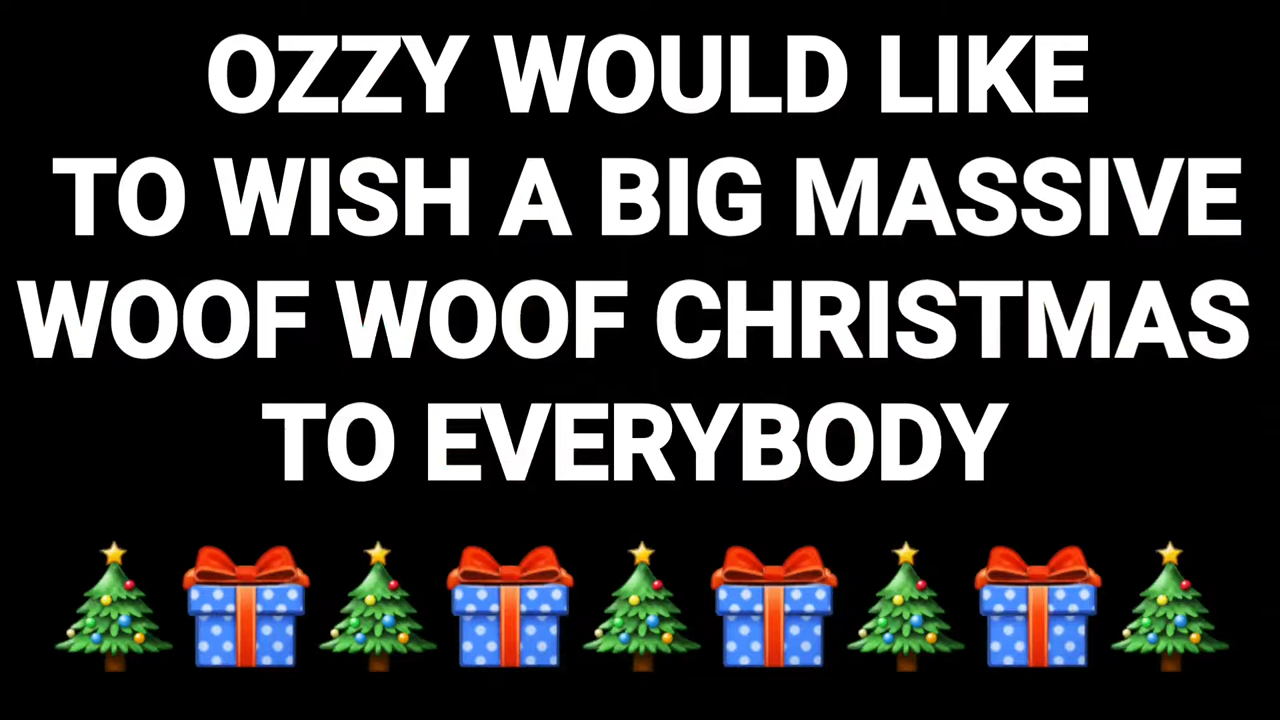 OZZY WOULD LIKE
TO WISH A BIG MASSIVE
WOOF WOOF CHRISTMAS
TO EVERYBODY
🎄🎁🎄🎁🎄🎁🎄🎁🎄